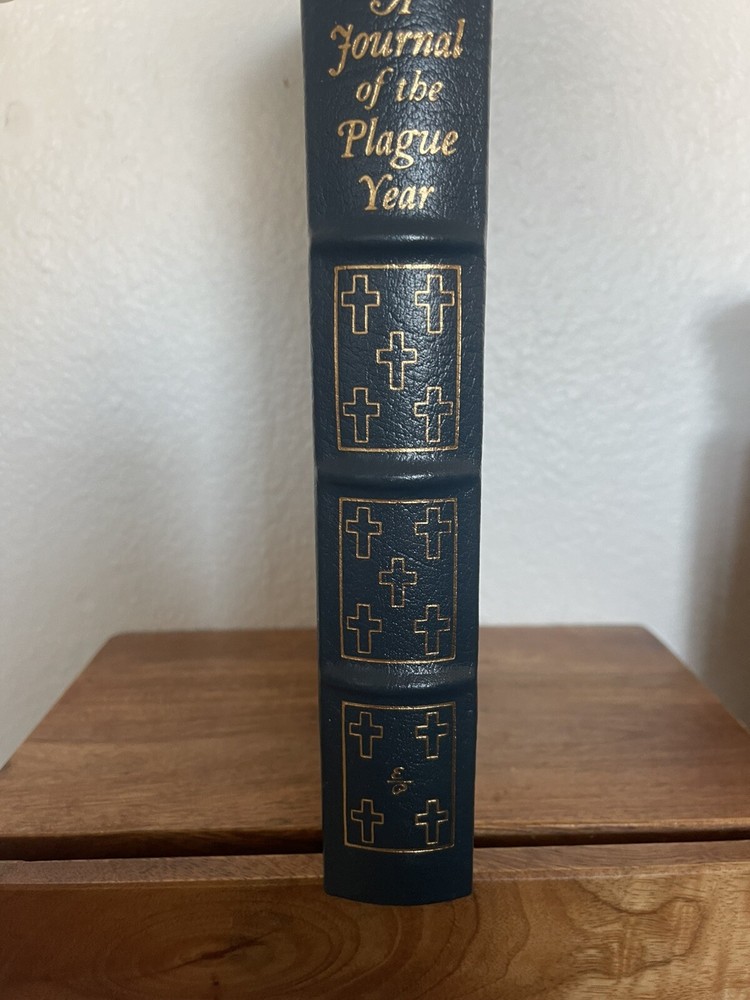 A
Journal
of the
Plague
Year